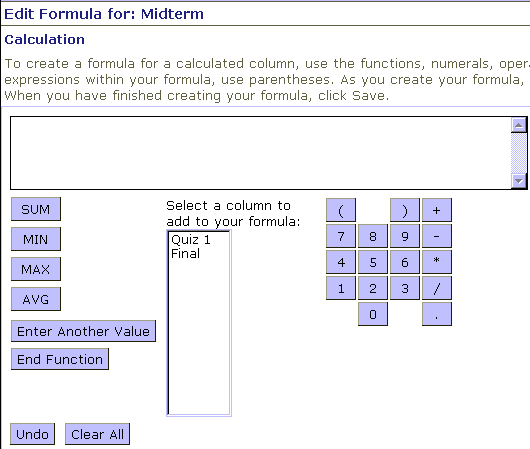 Edit Formula for: Midterm
Calculation
To create a formula for a calculated column, use the functions, numerals,
expressions within your formula, use parentheses. As you create your formula,
When you have finished creating your formula, click Save.
SUM
MIN
MAX
AVG
Enter Another Value
End Function
Undo Clear All
Select a column to
add to your formula:
Quiz 1
Final
( ) +
7 8 9 -
4 5 6 *
1 2 3 /
0 .